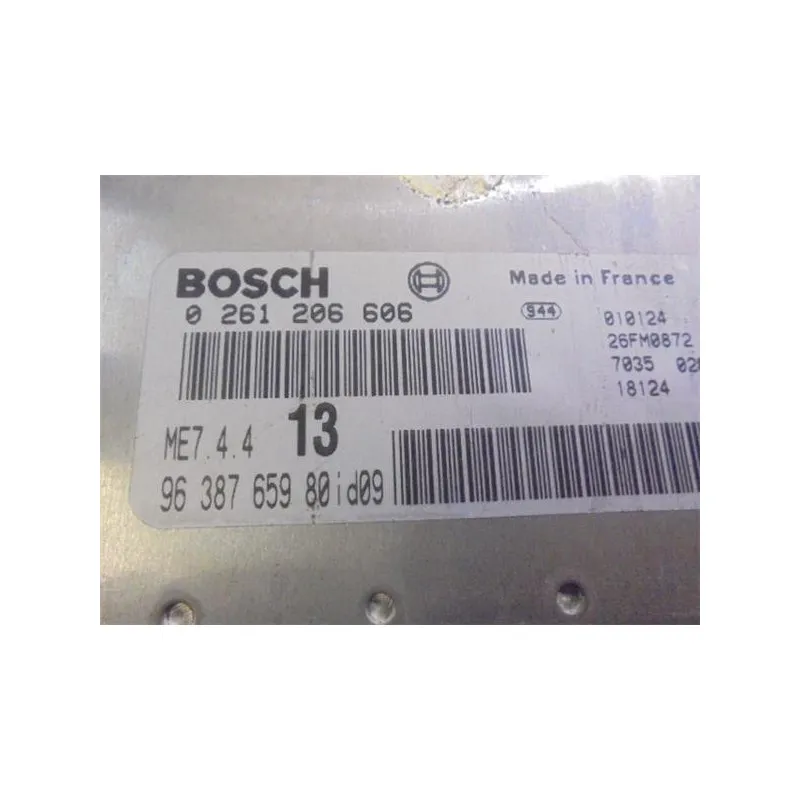 BOSCH Made in France
0 261 206 606 944 010124
26FM0872
7035
18124
ME7.4.4 13
96 387 659 80id09